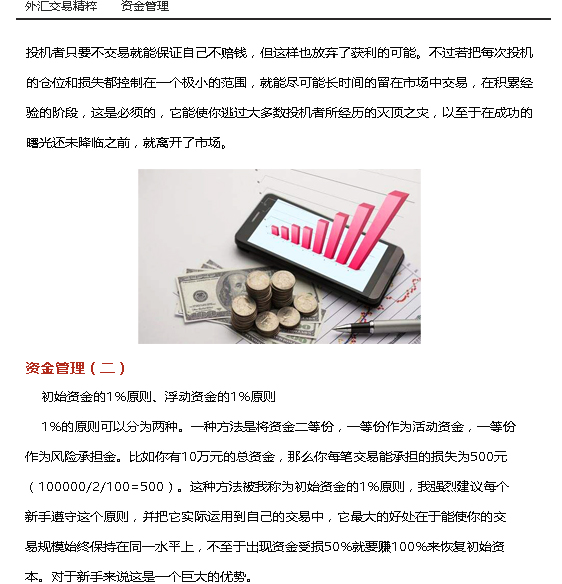 外汇交易精粹 资金管理
投机者只要不交易就能保证自己不赔钱，但这样也放弃了获利的可能。不过若把每次投机
的仓位和损失都控制在一个极小的范围，就能尽可能长时间的留在市场中交易，在积累经
验的阶段，这是必须的，它能使你逃过大多数投机者所经历的灭顶之灾，以至于在成功的
曙光还未降临之前，就离开了市场。
资金管理（二）
初始资金的1%原则、浮动资金的1%原则
1%的原则可以分为两种。一种方法是将资金二等份，一等份作为活动资金，一等份
作为风险承担金。比如你有10万元的总资金，那么你每笔交易能承担的损失为500元
（100000/2/100=500）。这种方法被我称为初始资金的1%原则，我强烈建议每个
新手遵守这个原则，并把它实际运用到自己的交易中，它最大的好处在于能使你的交
易规模始终保持在同一水平上，不至于出现资金受损50%就要赚100%来恢复初始资
本。对于新手来说这是一个巨大的优势。